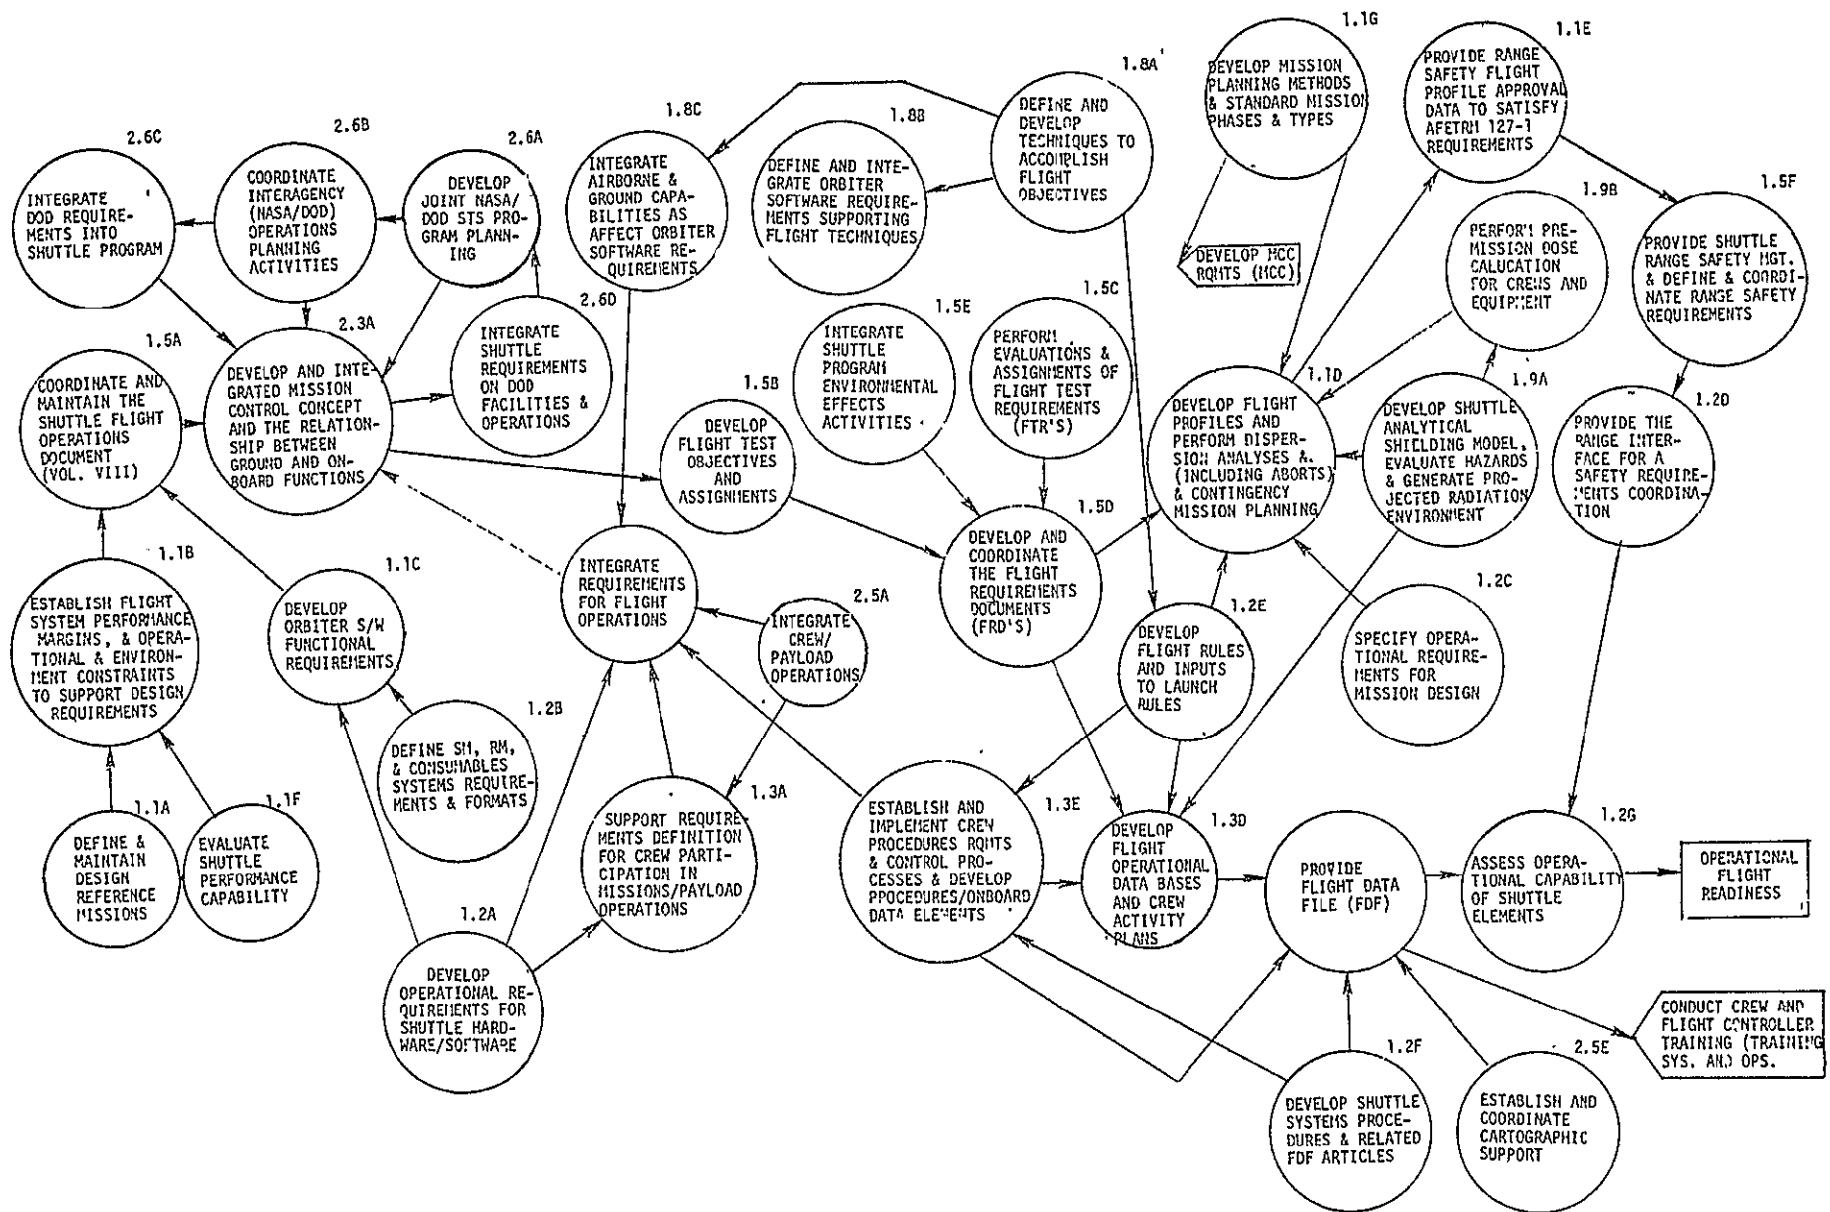 2.6C
INTEGRATE
DOD REQUIRE-
MENTS INTO
SHUTTLE PROGRAM
2.6B
COORDINATE
INTERAGENCY
(NASA/DOD)
OPERATIONS
PLANNING
ACTIVITIES
2.6A
DEVELOP
JOINT NASA/
DOD STS PRO-
GRAM PLANN-
ING
1.8C
INTEGRATE
AIRBORNE &
GROUND CAPA-
BILITIES AS
AFFECT ORBITER
SOFTWARE RE-
QUIREMENTS
1.8B
DEFINE AND INTE-
GRATE ORBITER
SOFTWARE REQUIRE-
MENTS SUPPORTING
FLIGHT TECHNIQUES
1.8A
DEFINE AND
DEVELOP
TECHNIQUES TO
ACCOMPLISH
FLIGHT
OBJECTIVES
1.1G
DEVELOP MISSION
PLANNING METHODS
& STANDARD MISSION
PHASES & TYPES
1.1E
PROVIDE RANGE
SAFETY FLIGHT
PROFILE APPROVAL
DATA TO SATISFY
AFETRM 127-1
REQUIREMENTS
DEVELOP MCC
RQMTS (MCC)
1.9B
PERFORM PRE-
MISSION DOSE
CALUCATION
FOR CREWS AND
EQUIPMENT
1.5F
PROVIDE SHUTTLE
RANGE SAFETY MGT.
& DEFINE & COORDI-
NATE RANGE SAFETY
REQUIREMENTS
1.5A
COORDINATE AND
MAINTAIN THE
SHUTTLE FLIGHT
OPERATIONS
DOCUMENT
(VOL. VIII)
2.3A
DEVELOP AND INTE-
GRATED MISSION
CONTROL CONCEPT
AND THE RELATION-
SHIP BETWEEN
GROUND AND ON-
BOARD FUNCTIONS
2.6D
INTEGRATE
SHUTTLE
REQUIREMENTS
ON DOD
FACILITIES &
OPERATIONS
1.5B
DEVELOP
FLIGHT TEST
OBJECTIVES
AND
ASSIGNMENTS
1.5E
INTEGRATE
SHUTTLE
PROGRAM
ENVIRONMENTAL
EFFECTS
ACTIVITIES
1.5C
PERFORM
EVALUATIONS &
ASSIGNMENTS OF
FLIGHT TEST
REQUIREMENTS
(FTR'S)
1.1D
DEVELOP FLIGHT
PROFILES AND
PERFORM DISPER-
SION ANALYSES &.
(INCLUDING ABORTS)
& CONTINGENCY
MISSION PLANNING
1.9A
DEVELOP SHUTTLE
ANALYTICAL
SHIELDING MODEL,
EVALUATE HAZARDS
& GENERATE PRO-
JECTED RADIATION
ENVIRONMENT
1.2D
PROVIDE THE
RANGE INTER-
FACE FOR A
SAFETY REQUIRE-
MENTS COORDINA-
TION
1.1B
ESTABLISH FLIGHT
SYSTEM PERFORMANCE
MARGINS, & OPERA-
TIONAL & ENVIRON-
MENT CONSTRAINTS
TO SUPPORT DESIGN
REQUIREMENTS
1.1C
DEVELOP
ORBITER S/W
FUNCTIONAL
REQUIREMENTS
INTEGRATE
REQUIREMENTS
FOR FLIGHT
OPERATIONS
2.5A
INTEGRATE
CREW/
PAYLOAD
OPERATIONS
1.5D
DEVELOP AND
COORDINATE
THE FLIGHT
REQUIREMENTS
DOCUMENTS
(FRD'S)
1.2E
DEVELOP
FLIGHT RULES
AND INPUTS
TO LAUNCH
RULES
1.2C
SPECIFY OPERA-
TIONAL REQUIRE-
MENTS FOR
MISSION DESIGN
1.2B
DEFINE SM, RM,
& CONSUMABLES
SYSTEMS REQUIRE-
MENTS & FORMATS
1.1A
DEFINE &
MAINTAIN
DESIGN
REFERENCE
MISSIONS
1.1F
EVALUATE
SHUTTLE
PERFORMANCE
CAPABILITY
1.3A
SUPPORT REQUIRE-
MENTS DEFINITION
FOR CREW PARTI-
CIPATION IN
MISSIONS/PAYLOAD
OPERATIONS
1.3E
ESTABLISH AND
IMPLEMENT CREW
PROCEDURES RQMTS
& CONTROL PRO-
CESSES & DEVELOP
PROCEDURES/ONBOARD
DATA ELEMENTS
1.3D
DEVELOP
FLIGHT
OPERATIONAL
DATA BASES
AND CREW
ACTIVITY
PLANS
PROVIDE
FLIGHT DATA
FILE (FDF)
1.2G
ASSESS OPERA-
TIONAL CAPABILITY
OF SHUTTLE
ELEMENTS
OPERATIONAL
FLIGHT
READINESS
1.2A
DEVELOP
OPERATIONAL RE-
QUIREMENTS FOR
SHUTTLE HARD-
WARE/SOFTWARE
1.2F
DEVELOP SHUTTLE
SYSTEMS PROCE-
DURES & RELATED
FDF ARTICLES
2.5E
ESTABLISH AND
COORDINATE
CARTOGRAPHIC
SUPPORT
CONDUCT CREW AND
FLIGHT CONTROLLER
TRAINING (TRAINING
SYS. AND OPS.